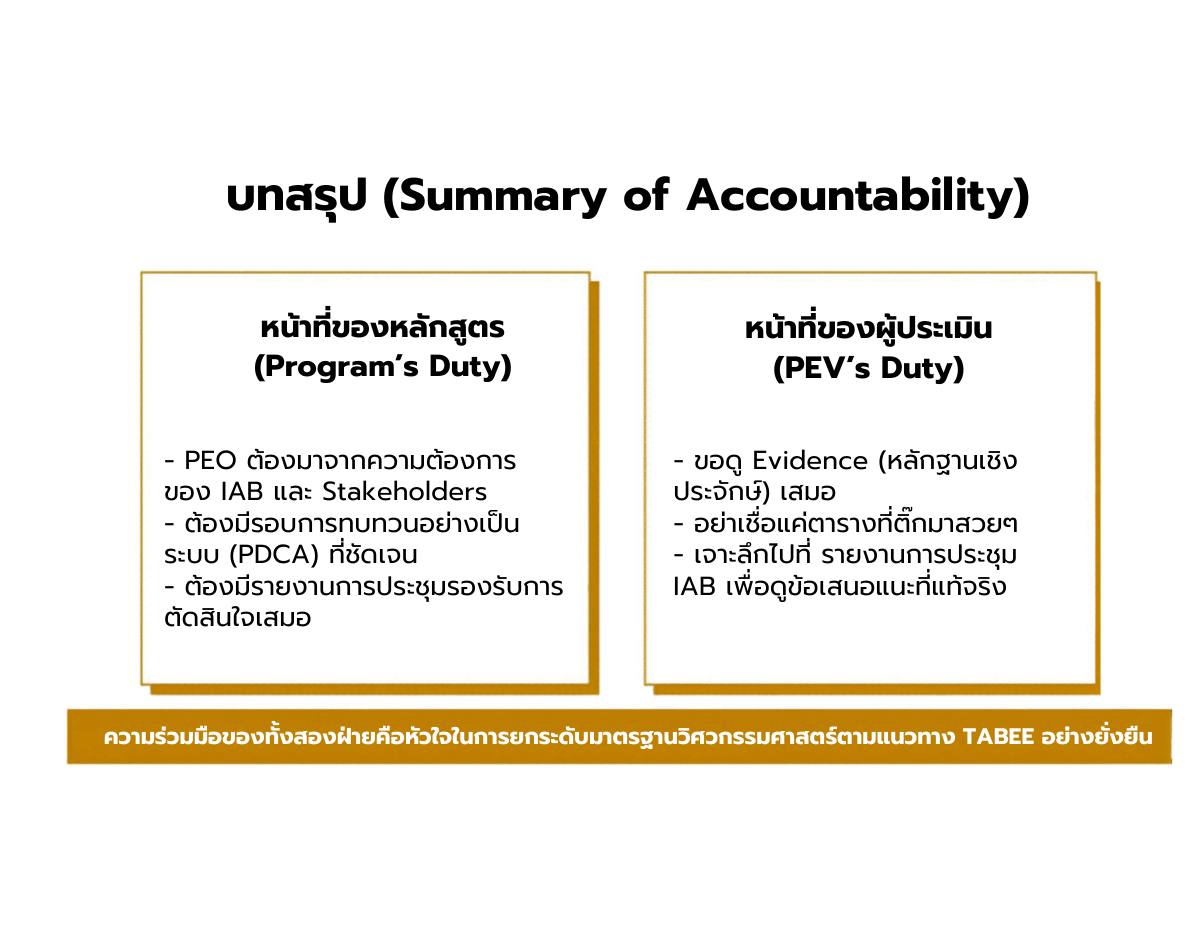 บทสรุป (Summary of Accountability)
หน้าที่ของหลักสูตร
(Program’s Duty)
- PEO ต้องมาจากความต้องการ
ของ IAB และ Stakeholders
- ต้องมีรอบการทบทวนอย่างเป็น
ระบบ (PDCA) ที่ชัดเจน
- ต้องมีรายงานการประชุมรองรับการ
ตัดสินใจเสมอ
หน้าที่ของผู้ประเมิน
(PEV’s Duty)
- ขอดู Evidence (หลักฐานเชิง
ประจักษ์) เสมอ
- อย่าเชื่อแค่ตารางที่ติ๊กมาสวยๆ
- เจาะลึกไปที่ รายงานการประชุม
IAB เพื่อดูข้อเสนอแนะที่แท้จริง
ความร่วมมือของทั้งสองฝ่ายคือหัวใจในการยกระดับมาตรฐานวิศวกรรมศาสตร์ตามแนวทาง TABEE อย่างยั่งยืน